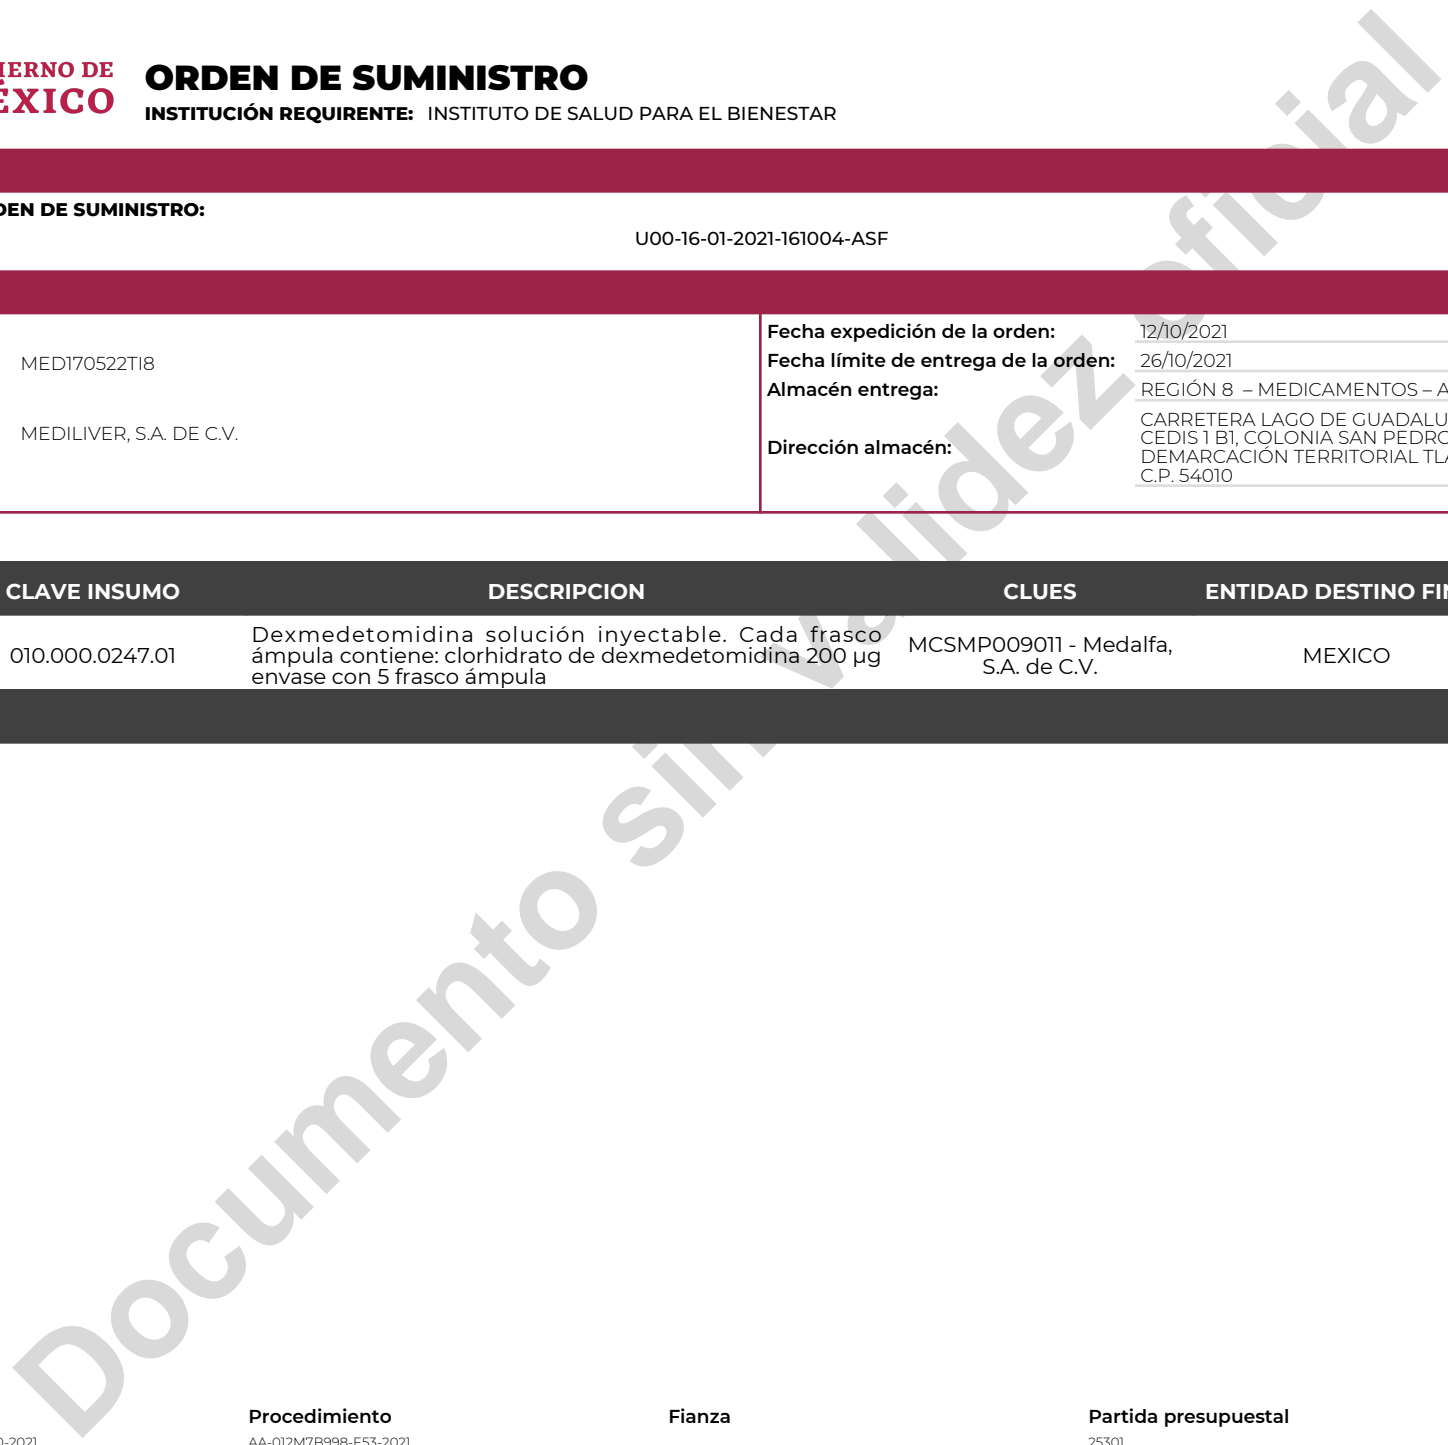 IERNO DE
ÉXICO
ORDEN DE SUMINISTRO
INSTITUCIÓN REQUIRENTE: INSTITUTO DE SALUD PARA EL BIENESTAR
DEN DE SUMINISTRO:
U00-16-01-2021-161004-ASF
MED170522TI8
MEDILIVER, S.A. DE C.V.
Fecha expedición de la orden: 12/10/2021
Fecha límite de entrega de la orden: 26/10/2021
Almacén entrega: REGIÓN 8 – MEDICAMENTOS – A
Dirección almacén:
CARRETERA LAGO DE GUADALU
CEDIS 1 B1, COLONIA SAN PEDRO
DEMARCACIÓN TERRITORIAL TLA
C.P. 54010
CLAVE INSUMO DESCRIPCION CLUES ENTIDAD DESTINO FIN
010.000.0247.01
Dexmedetomidina solución inyectable. Cada frasco
ámpula contiene: clorhidrato de dexmedetomidina 200 µg
envase con 5 frasco ámpula
MCSMP009011 - Medalfa,
S.A. de C.V.
MEXICO
Documento sin validez oficial
Procedimiento Fianza Partida presupuestal
0-2021 AA-012M7B998-E53-2021 25301